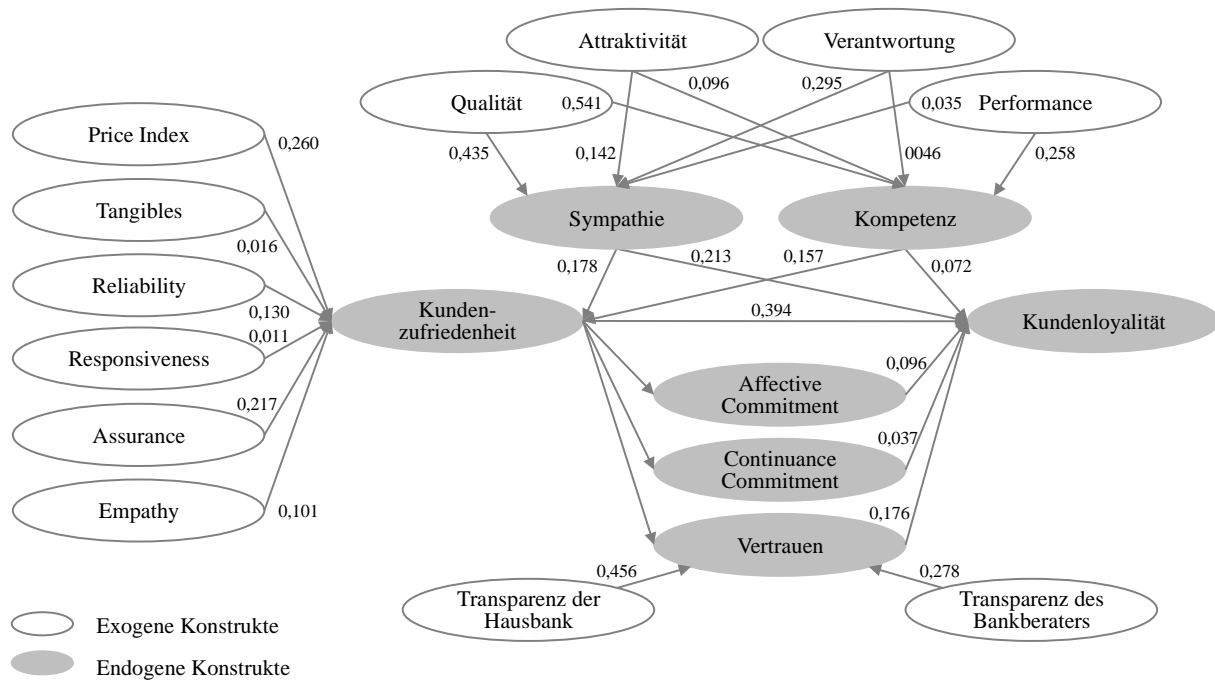 Attraktivität
Verantwortung
0,096
0,295
Qualität
0,541
0,035
Performance
Price Index
0,260
0,435
0,142
0046
0,258
Tangibles
Sympathie
Kompetenz
0,016
0,178
0,213
0,157
0,072
Reliability
0,130
Kunden-
zufriedenheit
0,394
Kundenloyalität
0,011
Responsiveness
0,096
Affective
Commitment
0,217
Assurance
0,037
Continuance
Commitment
Empathy
0,101
0,176
Vertrauen
0,456
0,278
Transparenz der
Hausbank
Transparenz des
Bankberaters
Exogene Konstrukte
Endogene Konstrukte